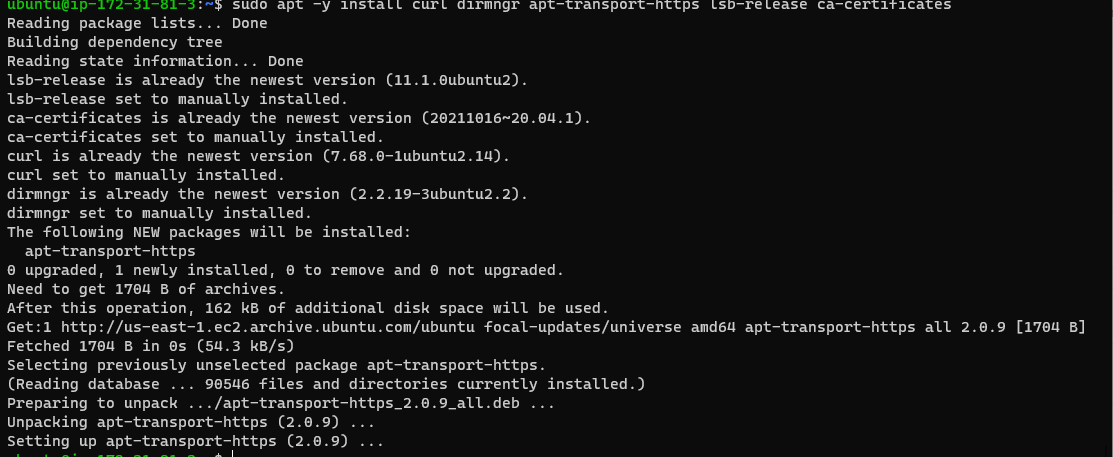 ubuntu@ip-172-31-81-3:~$ sudo apt -y install curl dirmngr apt-transport-https lsb-release ca-certificates
Reading package lists... Done
Building dependency tree
Reading state information... Done
lsb-release is already the newest version (11.1.0ubuntu2).
lsb-release set to manually installed.
ca-certificates is already the newest version (20211016~20.04.1).
ca-certificates set to manually installed.
curl is already the newest version (7.68.0-1ubuntu2.14).
curl set to manually installed.
dirmngr is already the newest version (2.2.19-3ubuntu2.2).
dirmngr set to manually installed.
The following NEW packages will be installed:
  apt-transport-https
0 upgraded, 1 newly installed, 0 to remove and 0 not upgraded.
Need to get 1704 B of archives.
After this operation, 162 kB of additional disk space will be used.
Get:1 http://us-east-1.ec2.archive.ubuntu.com/ubuntu focal-updates/universe amd64 apt-transport-https all 2.0.9 [1704 B]
Fetched 1704 B in 0s (54.3 kB/s)
Selecting previously unselected package apt-transport-https.
(Reading database ... 90546 files and directories currently installed.)
Preparing to unpack .../apt-transport-https_2.0.9_all.deb ...
Unpacking apt-transport-https (2.0.9) ...
Setting up apt-transport-https (2.0.9) ...